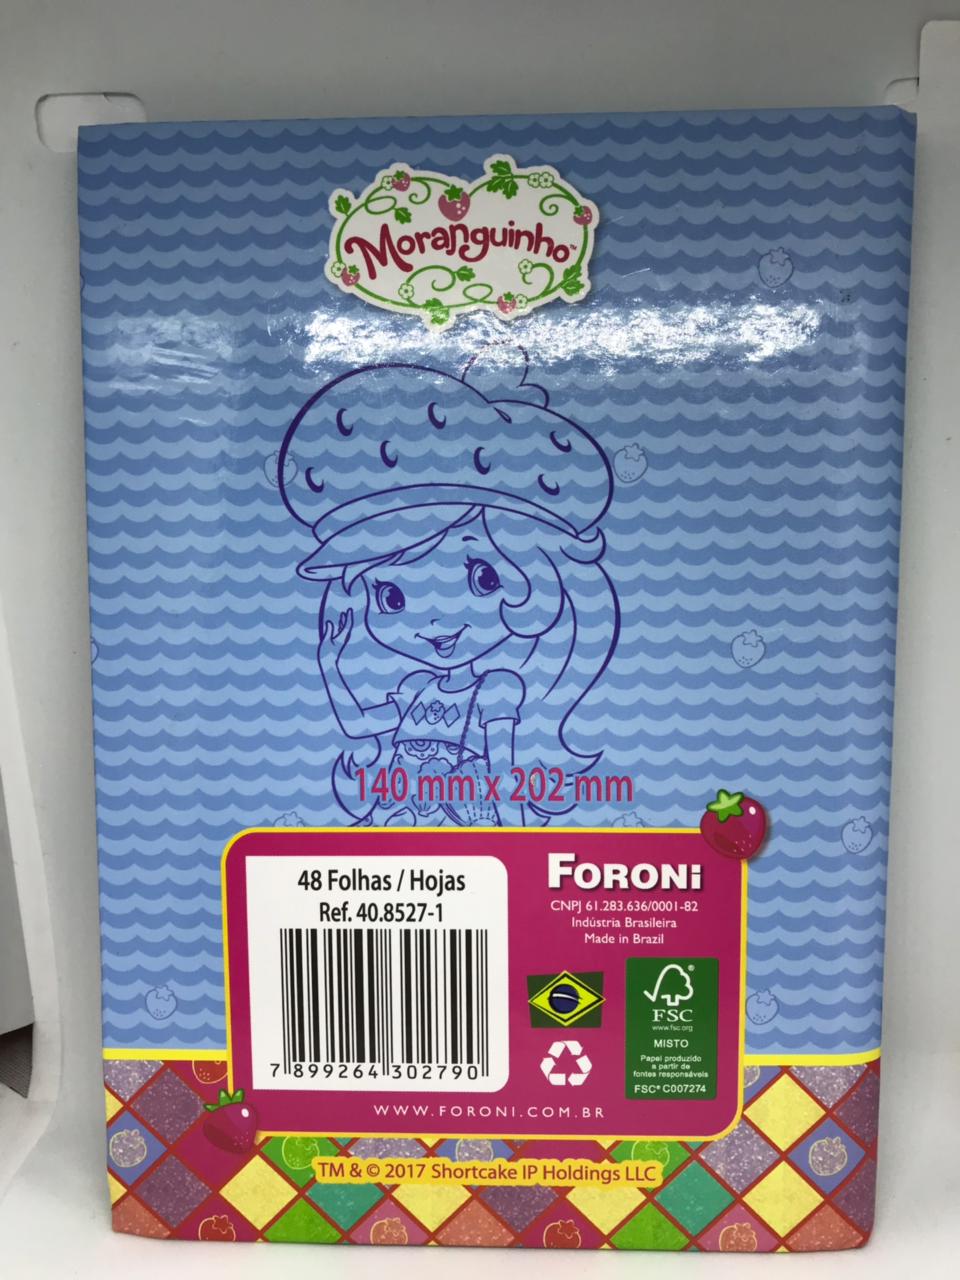 Moranguinho™
140 mm x 202 mm
48 Folhas / Hojas
Ref. 40.8527-1
7 899264 302790
FORONI
CNPJ 61.283.636/0001-82
Indústria Brasileira
Made in Brazil
FSC
www.fsc.org
MISTO
Papel produzido
a partir de
fontes responsáveis
FSC® C007274
WWW.FORONI.COM.BR
TM & © 2017 Shortcake IP Holdings LLC